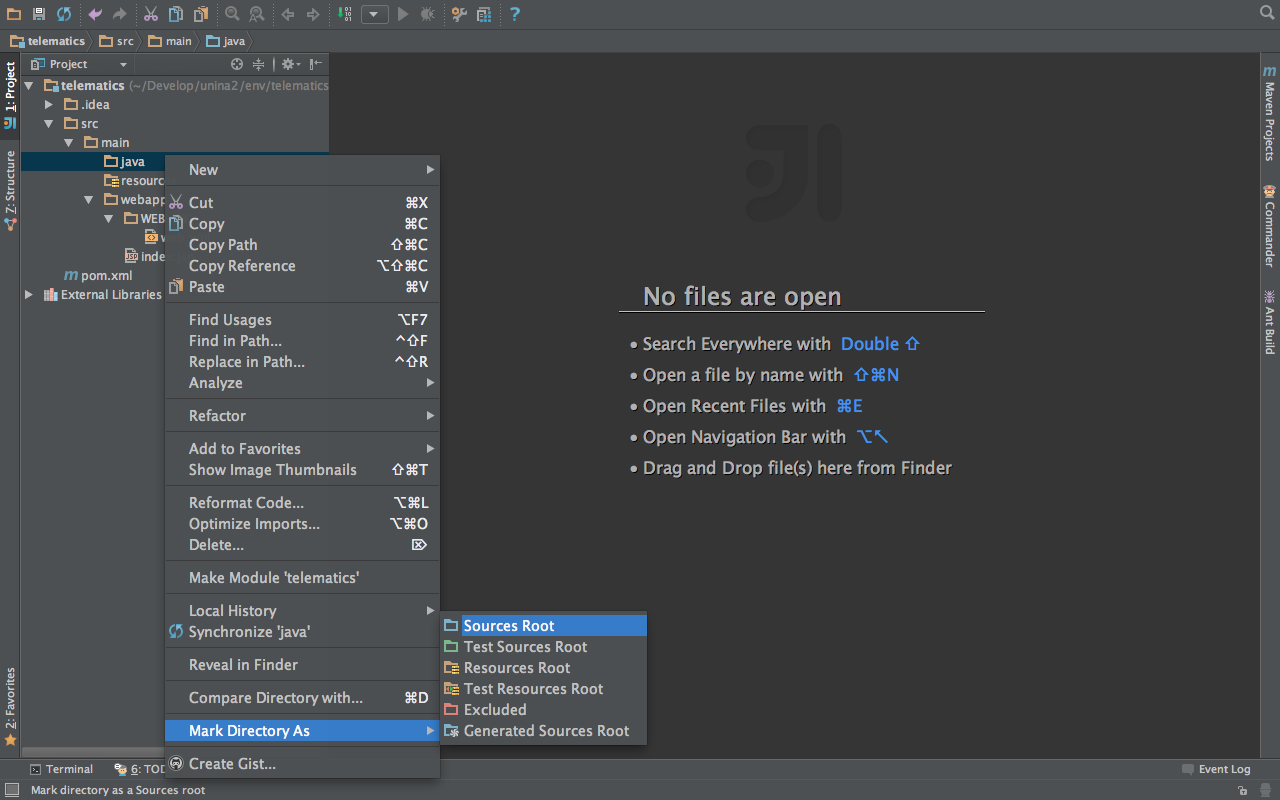 telematics src main java
1: Project
Z: Structure
2: Favorites
Project
telematics (~/Develop/unina2/env/telematics
.idea
src
main
java
resourc
webapp
WEB
w
inde
pom.xml
External Libraries
New
Cut ⌘X
Copy ⌘C
Copy Path ⇧⌘C
Copy Reference ⌥⇧⌘C
Paste ⌘V
Find Usages ⌥F7
Find in Path... ^⇧F
Replace in Path... ^⇧R
Analyze
Refactor
Add to Favorites
Show Image Thumbnails ⇧⌘T
Reformat Code... ⌥⌘L
Optimize Imports... ⌥⌘O
Delete... ⌦
Make Module 'telematics'
Local History
Synchronize 'java'
Reveal in Finder
Compare Directory with... ⌘D
Mark Directory As
Create Gist...
Sources Root
Test Sources Root
Resources Root
Test Resources Root
Excluded
Generated Sources Root
No files are open
• Search Everywhere with Double ⇧
• Open a file by name with ⇧⌘N
• Open Recent Files with ⌘E
• Open Navigation Bar with ⌥↖
• Drag and Drop file(s) here from Finder
Maven Projects
Commander
Ant Build
Terminal
6: TOD
Event Log
Mark directory as a Sources root